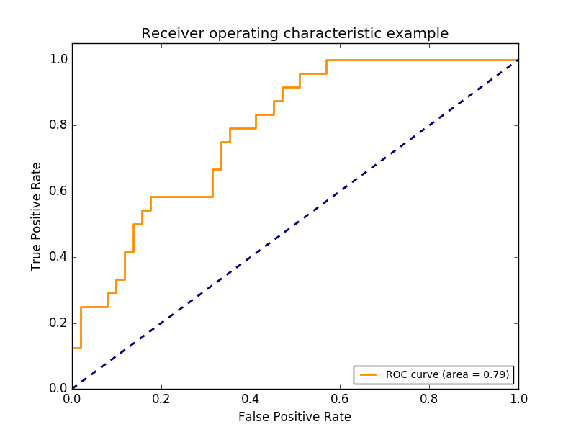 Receiver operating characteristic example
1.0
0.8
0.6
0.4
0.2
0.0
True Positive Rate
ROC curve (area = 0.79)
0.0 0.2 0.4 0.6 0.8 1.0
False Positive Rate